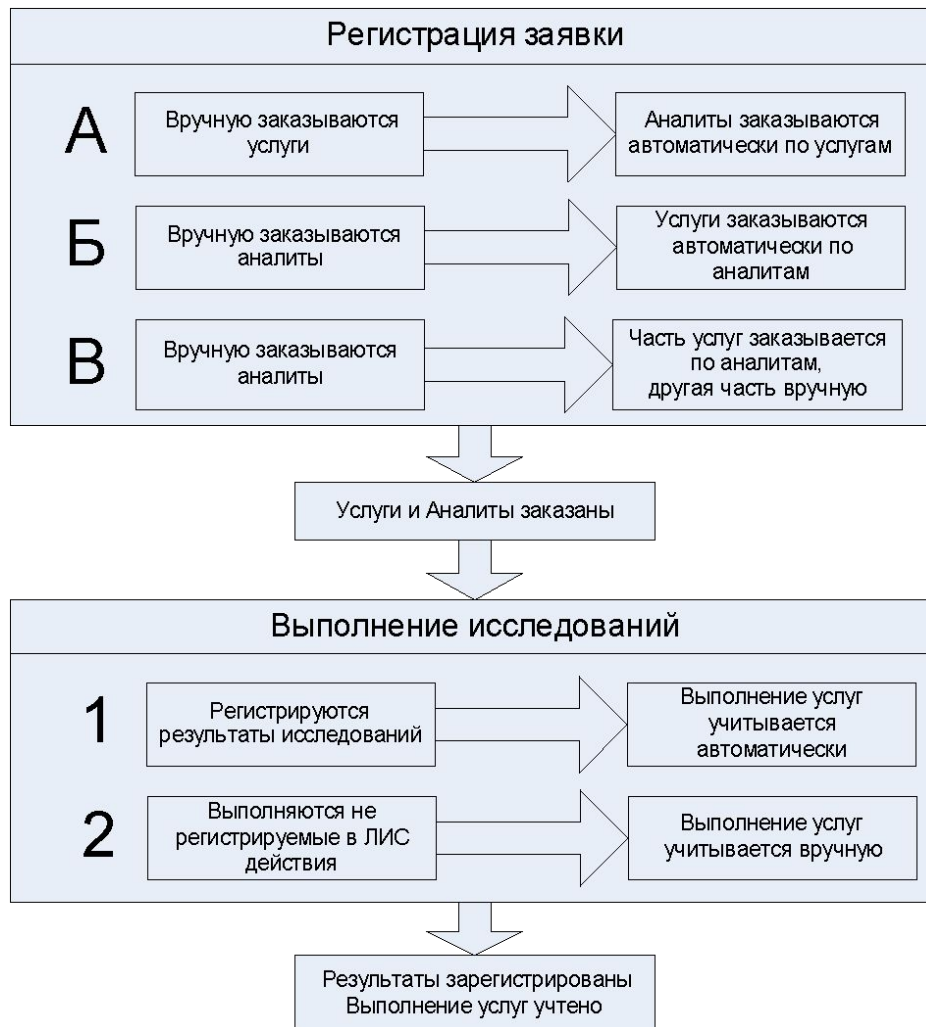 Регистрация заявки
А
Вручную заказываются
услуги
Аналиты заказываются
автоматически по услугам
Б
Вручную заказываются
аналиты
Услуги заказываются
автоматически по
аналитам
В
Вручную заказываются
аналиты
Часть услуг заказывается
по аналитам,
другая часть вручную
Услуги и Аналиты заказаны
Выполнение исследований
1
Регистрируются
результаты исследований
Выполнение услуг
учитывается
автоматически
2
Выполняются не
регистрируемые в ЛИС
действия
Выполнение услуг
учитывается вручную
Результаты зарегистрированы
Выполнение услуг учтено